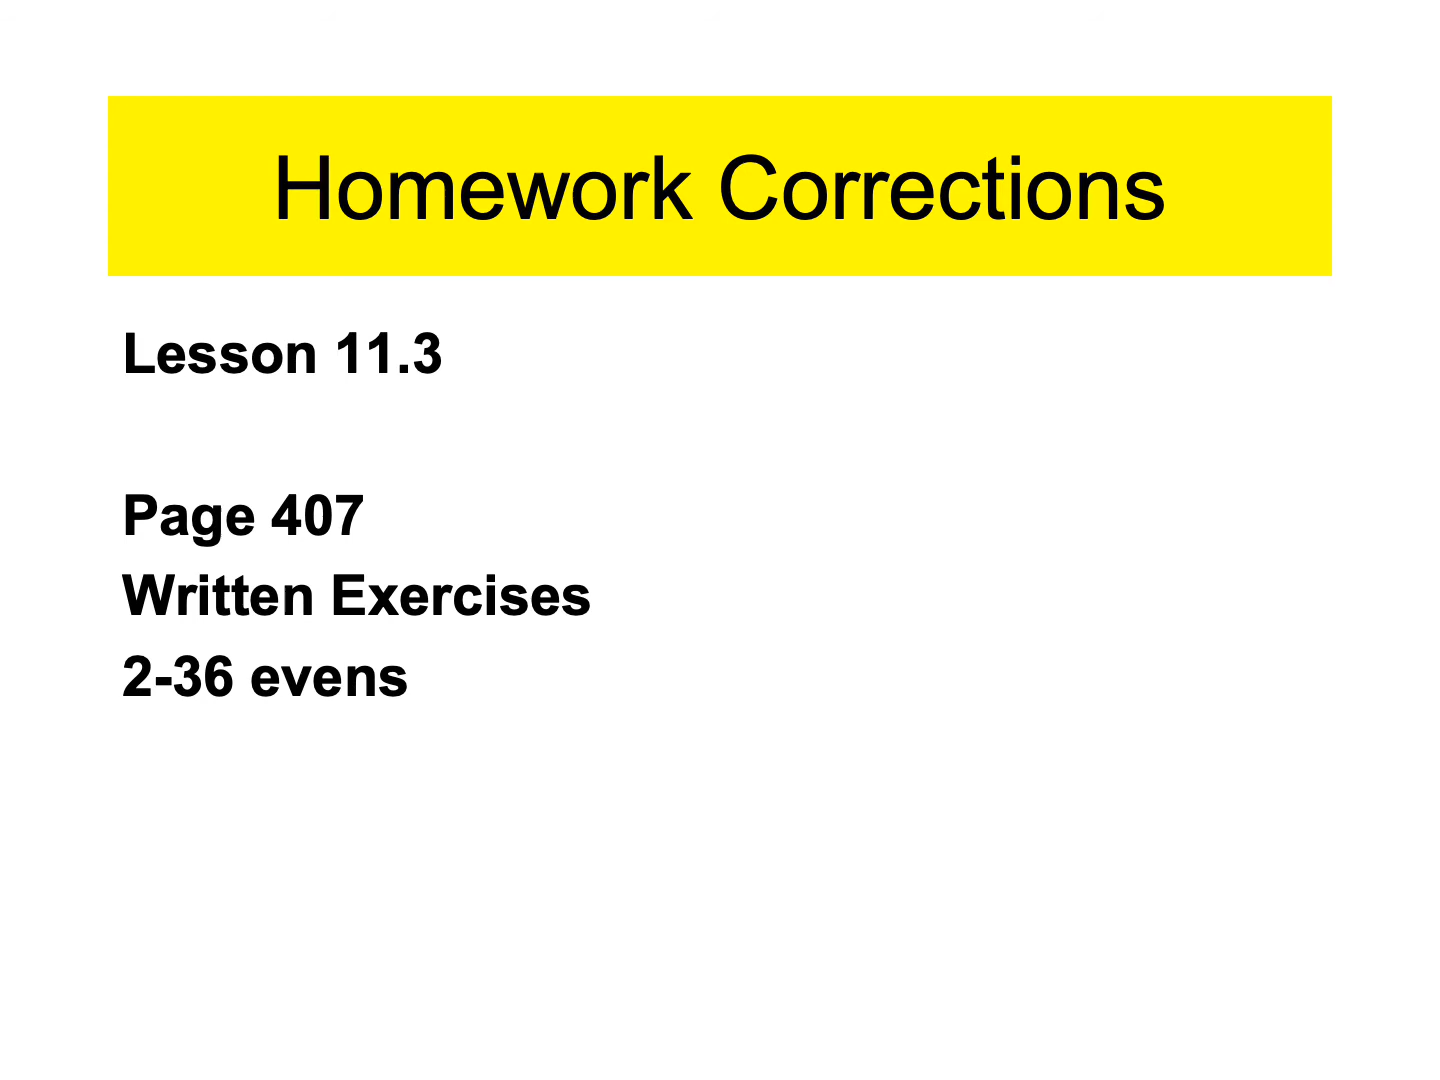 Homework Corrections
Lesson 11.3
Page 407
Written Exercises
2-36 evens